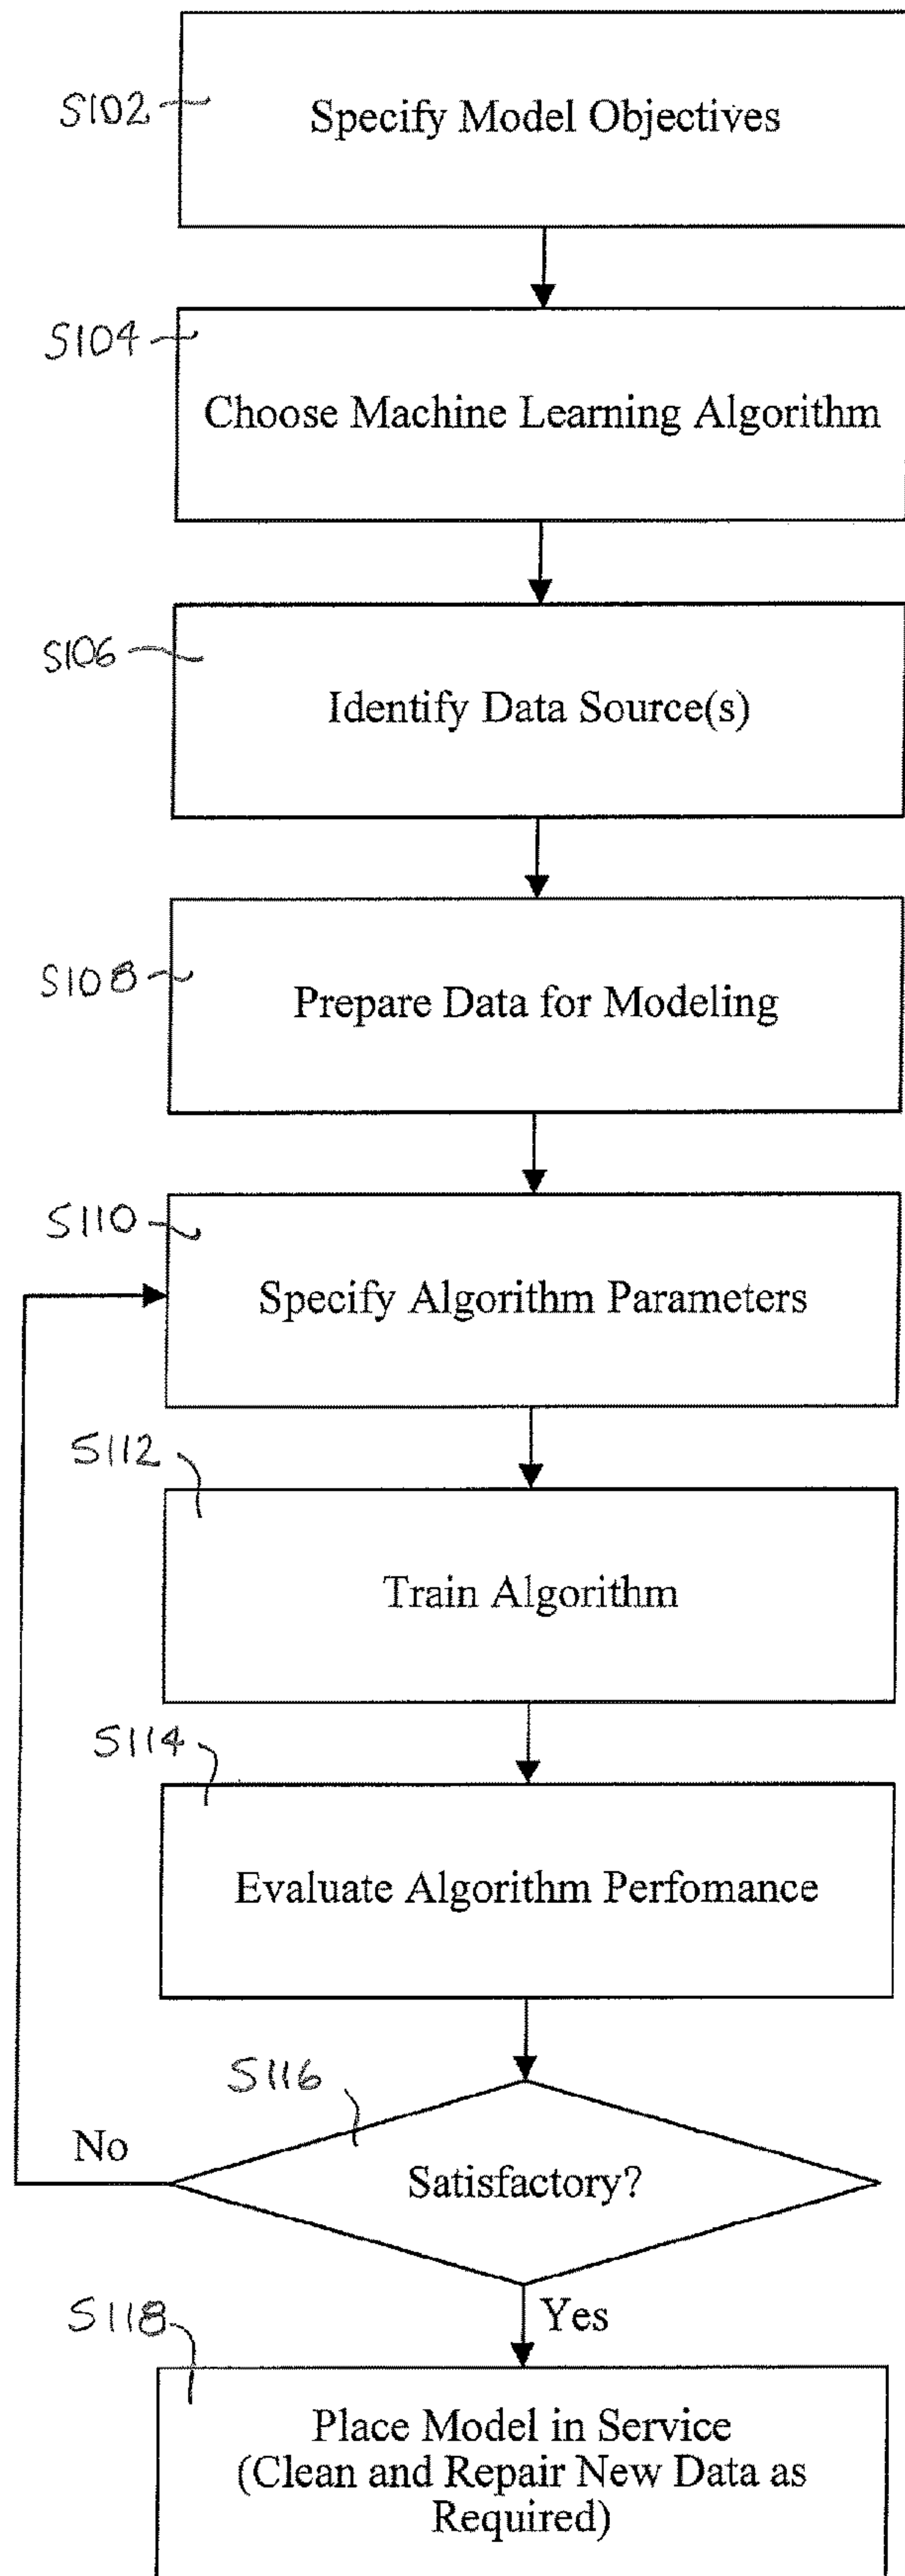 S102
Specify Model Objectives
S104
Choose Machine Learning Algorithm
S106
Identify Data Source(s)
S108
Prepare Data for Modeling
S110
Specify Algorithm Parameters
S112
Train Algorithm
S114
Evaluate Algorithm Perfomance
S116
No
Satisfactory?
Yes
S118
Place Model in Service
(Clean and Repair New Data as
Required)